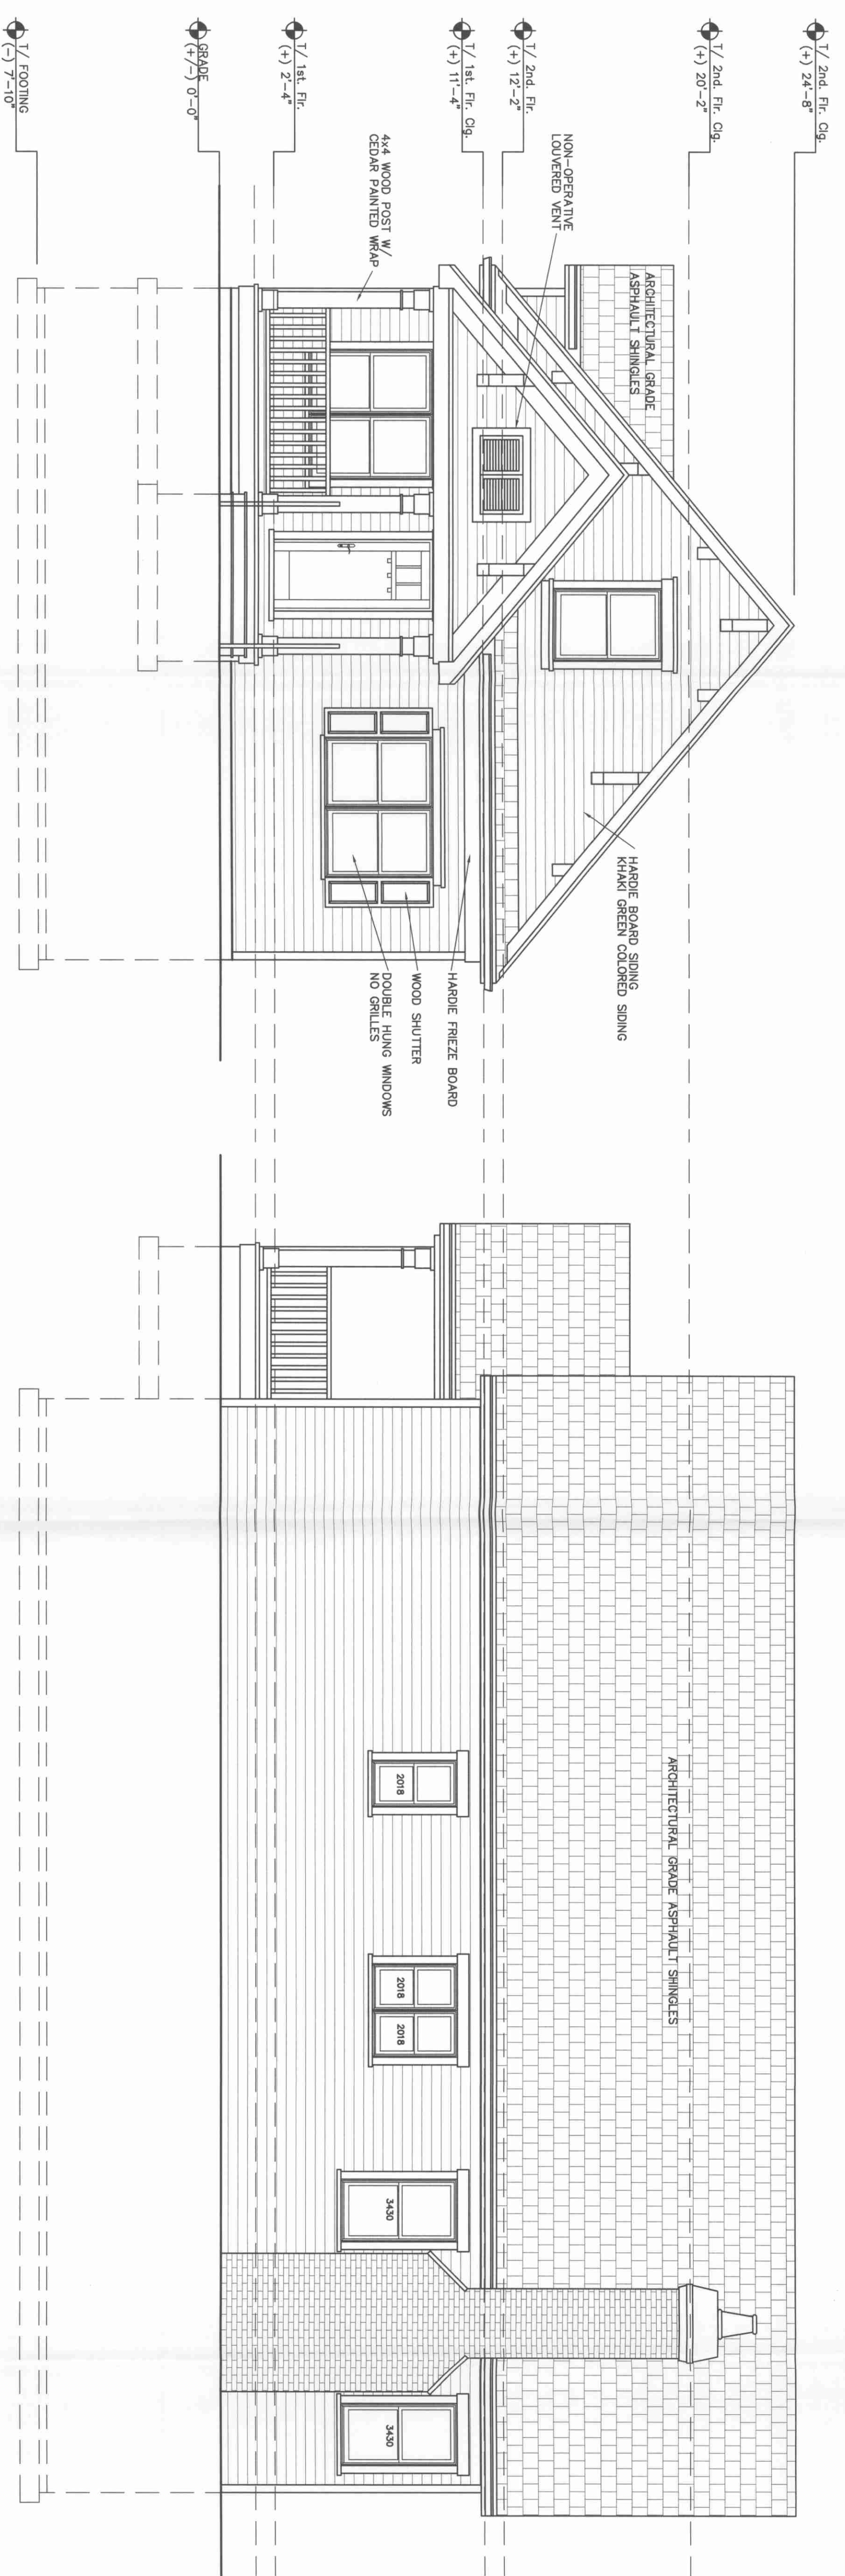 T/ 2nd. Flr. Clg.
(+) 24'-8"
T/ 2nd. Flr. Clg.
(+) 20'-2"
T/ 2nd. Flr.
(+) 12'-2"
T/ 1st. Flr. Clg.
(+) 11'-4"
T/ 1st. Flr.
(+) 2'-4"
GRADE
(+/-) 0'-0"
T/ FOOTING
(-) 7'-10"
ARCHITECTURAL GRADE
ASPHAULT SHINGLES
NON-OPERATIVE
LOUVERED VENT
4x4 WOOD POST W/
CEDAR PAINTED WRAP
HARDIE BOARD SIDING
KHAKI GREEN COLORED SIDING
HARDIE FRIEZE BOARD
WOOD SHUTTER
DOUBLE HUNG WINDOWS
NO GRILLES
ARCHITECTURAL GRADE ASPHAULT SHINGLES
2018
2018
2018
3430
3430